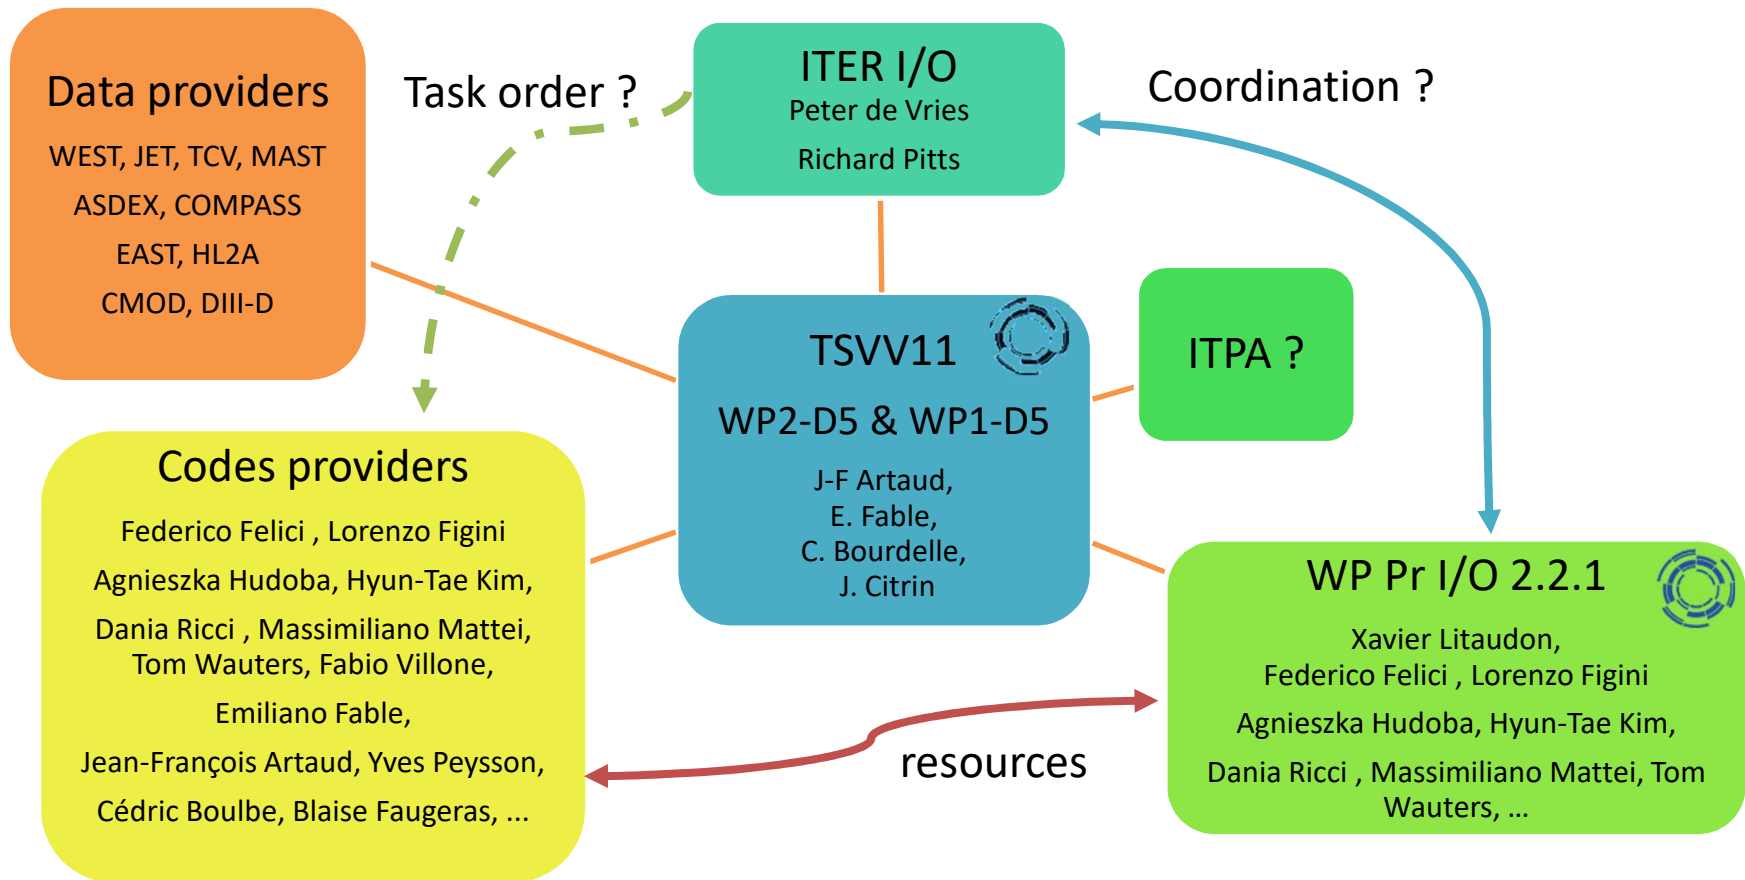 Data providers
WEST, JET, TCV, MAST
ASDEX, COMPASS
EAST, HL2A
CMOD, DIII-D
Task order ?
ITER I/O
Peter de Vries
Richard Pitts
Coordination ?
TSVV11
WP2-D5 & WP1-D5
J-F Artaud,
E. Fable,
C. Bourdelle,
J. Citrin
ITPA ?
Codes providers
Federico Felici , Lorenzo Figini
Agnieszka Hudoba, Hyun-Tae Kim,
Dania Ricci , Massimiliano Mattei,
Tom Wauters, Fabio Villone,
Emiliano Fable,
Jean-François Artaud, Yves Peysson,
Cédric Boulbe, Blaise Faugeras, ...
resources
WP Pr I/O 2.2.1
Xavier Litaudon,
Federico Felici , Lorenzo Figini
Agnieszka Hudoba, Hyun-Tae Kim,
Dania Ricci , Massimiliano Mattei, Tom
Wauters, …